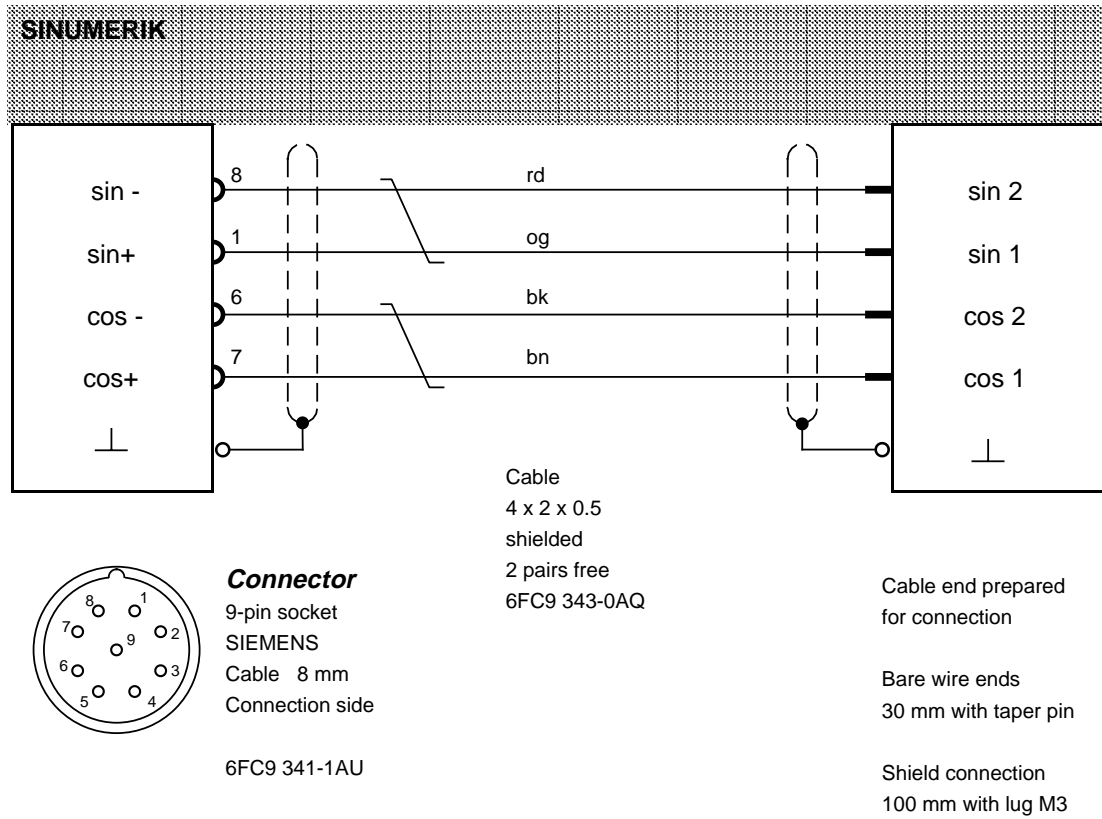 SINUMERIK
sin - 8 rd sin 2
sin+ 1 og sin 1
cos - 6 bk cos 2
cos+ 7 bn cos 1
Cable
4 x 2 x 0.5
shielded
2 pairs free
6FC9 343-0AQ
8 1
7 9 2
6 3
5 4
Connector
9-pin socket
SIEMENS
Cable 8 mm
Connection side
6FC9 341-1AU
Cable end prepared
for connection
Bare wire ends
30 mm with taper pin
Shield connection
100 mm with lug M3